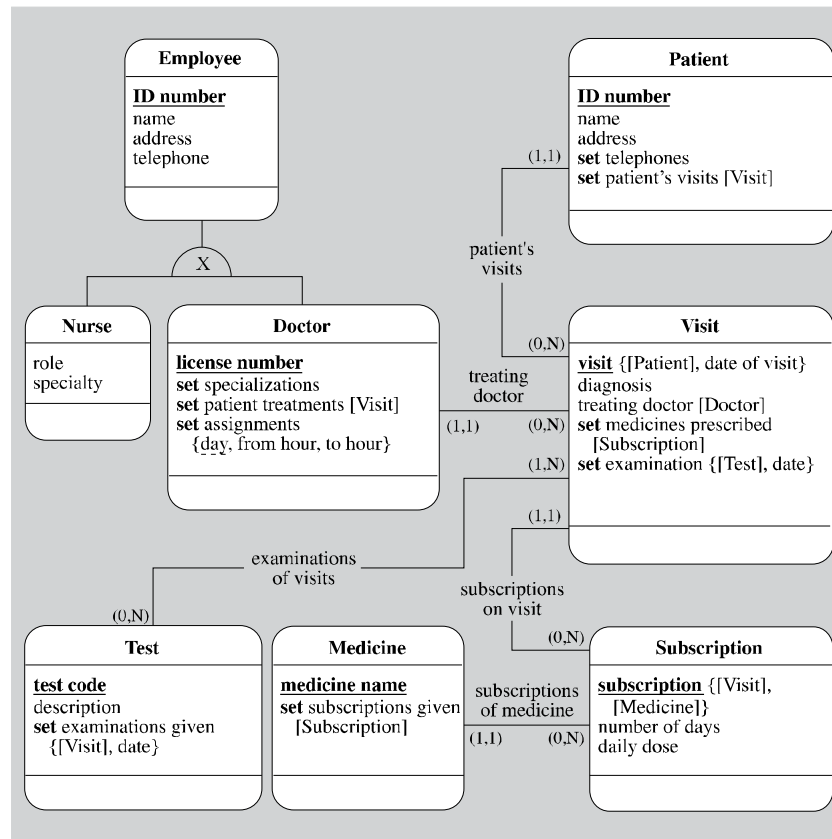 Employee
ID number
name
address
telephone
Patient
ID number
name
address
set telephones
set patient's visits [Visit]
(1,1)
patient's
visits
(0,N)
X
Nurse
role
specialty
Doctor
license number
set specializations
set patient treatments [Visit]
set assignments
{day, from hour, to hour}
treating
doctor
(1,1)
(0,N)
Visit
visit {[Patient], date of visit}
diagnosis
treating doctor [Doctor]
set medicines prescribed
[Subscription]
set examination {[Test], date}
(1,N)
(1,1)
examinations
of visits
(0,N)
subscriptions
on visit
(0,N)
Test
test code
description
set examinations given
{[Visit], date}
Medicine
medicine name
set subscriptions given
[Subscription]
subscriptions
of medicine
(1,1)
(0,N)
Subscription
subscription {[Visit],
[Medicine]}
number of days
daily dose